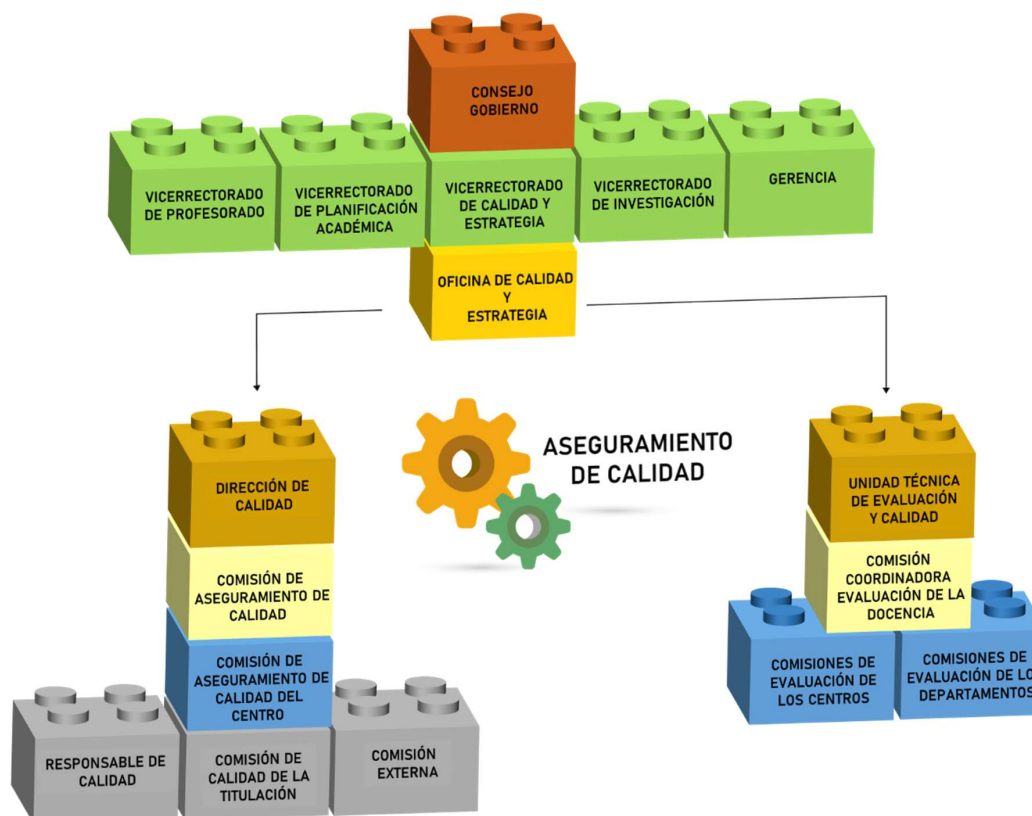 CONSEJO
GOBIERNO
VICERRECTORADO
DE PROFESORADO
VICERRECTORADO
DE PLANIFICACIÓN
ACADÉMICA
VICERRECTORADO
DE CALIDAD Y
ESTRATEGIA
VICERRECTORADO
DE INVESTIGACIÓN
GERENCIA
OFICINA DE CALIDAD
Y
ESTRATEGIA
ASEGURAMIENTO
DE CALIDAD
DIRECCIÓN DE
CALIDAD
COMISIÓN DE
ASEGURAMIENTO DE
CALIDAD
COMISIÓN DE
ASEGURAMIENTO DE
CALIDAD DEL
CENTRO
RESPONSABLE DE
CALIDAD
COMISIÓN DE
CALIDAD DE LA
TITULACIÓN
COMISIÓN
EXTERNA
UNIDAD TÉCNICA
DE EVALUACIÓN
Y CALIDAD
COMISIÓN
COORDINADORA
EVALUACIÓN DE LA
DOCENCIA
COMISIONES DE
EVALUACIÓN DE
LOS CENTROS
COMISIONES DE
EVALUACIÓN DE LO
DEPARTAMENTOS